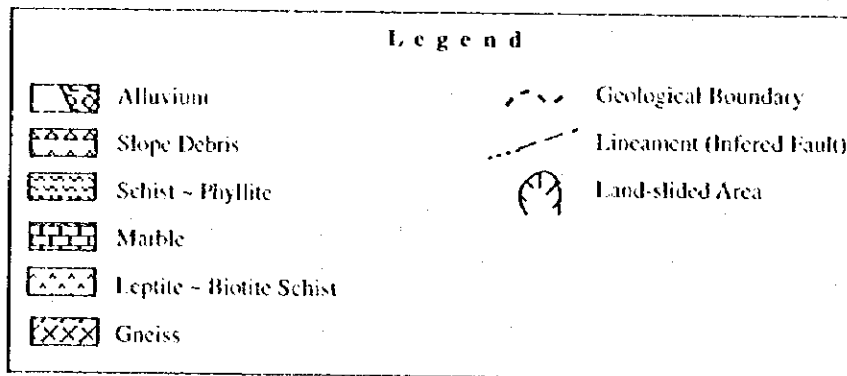 Legend
Alluvium
Slope Debris
Schist ~ Phyllite
Marble
Leptite ~ Biotite Schist
Gneiss
Geological Boundary
Lineament (Infered Fault)
Land-slided Area